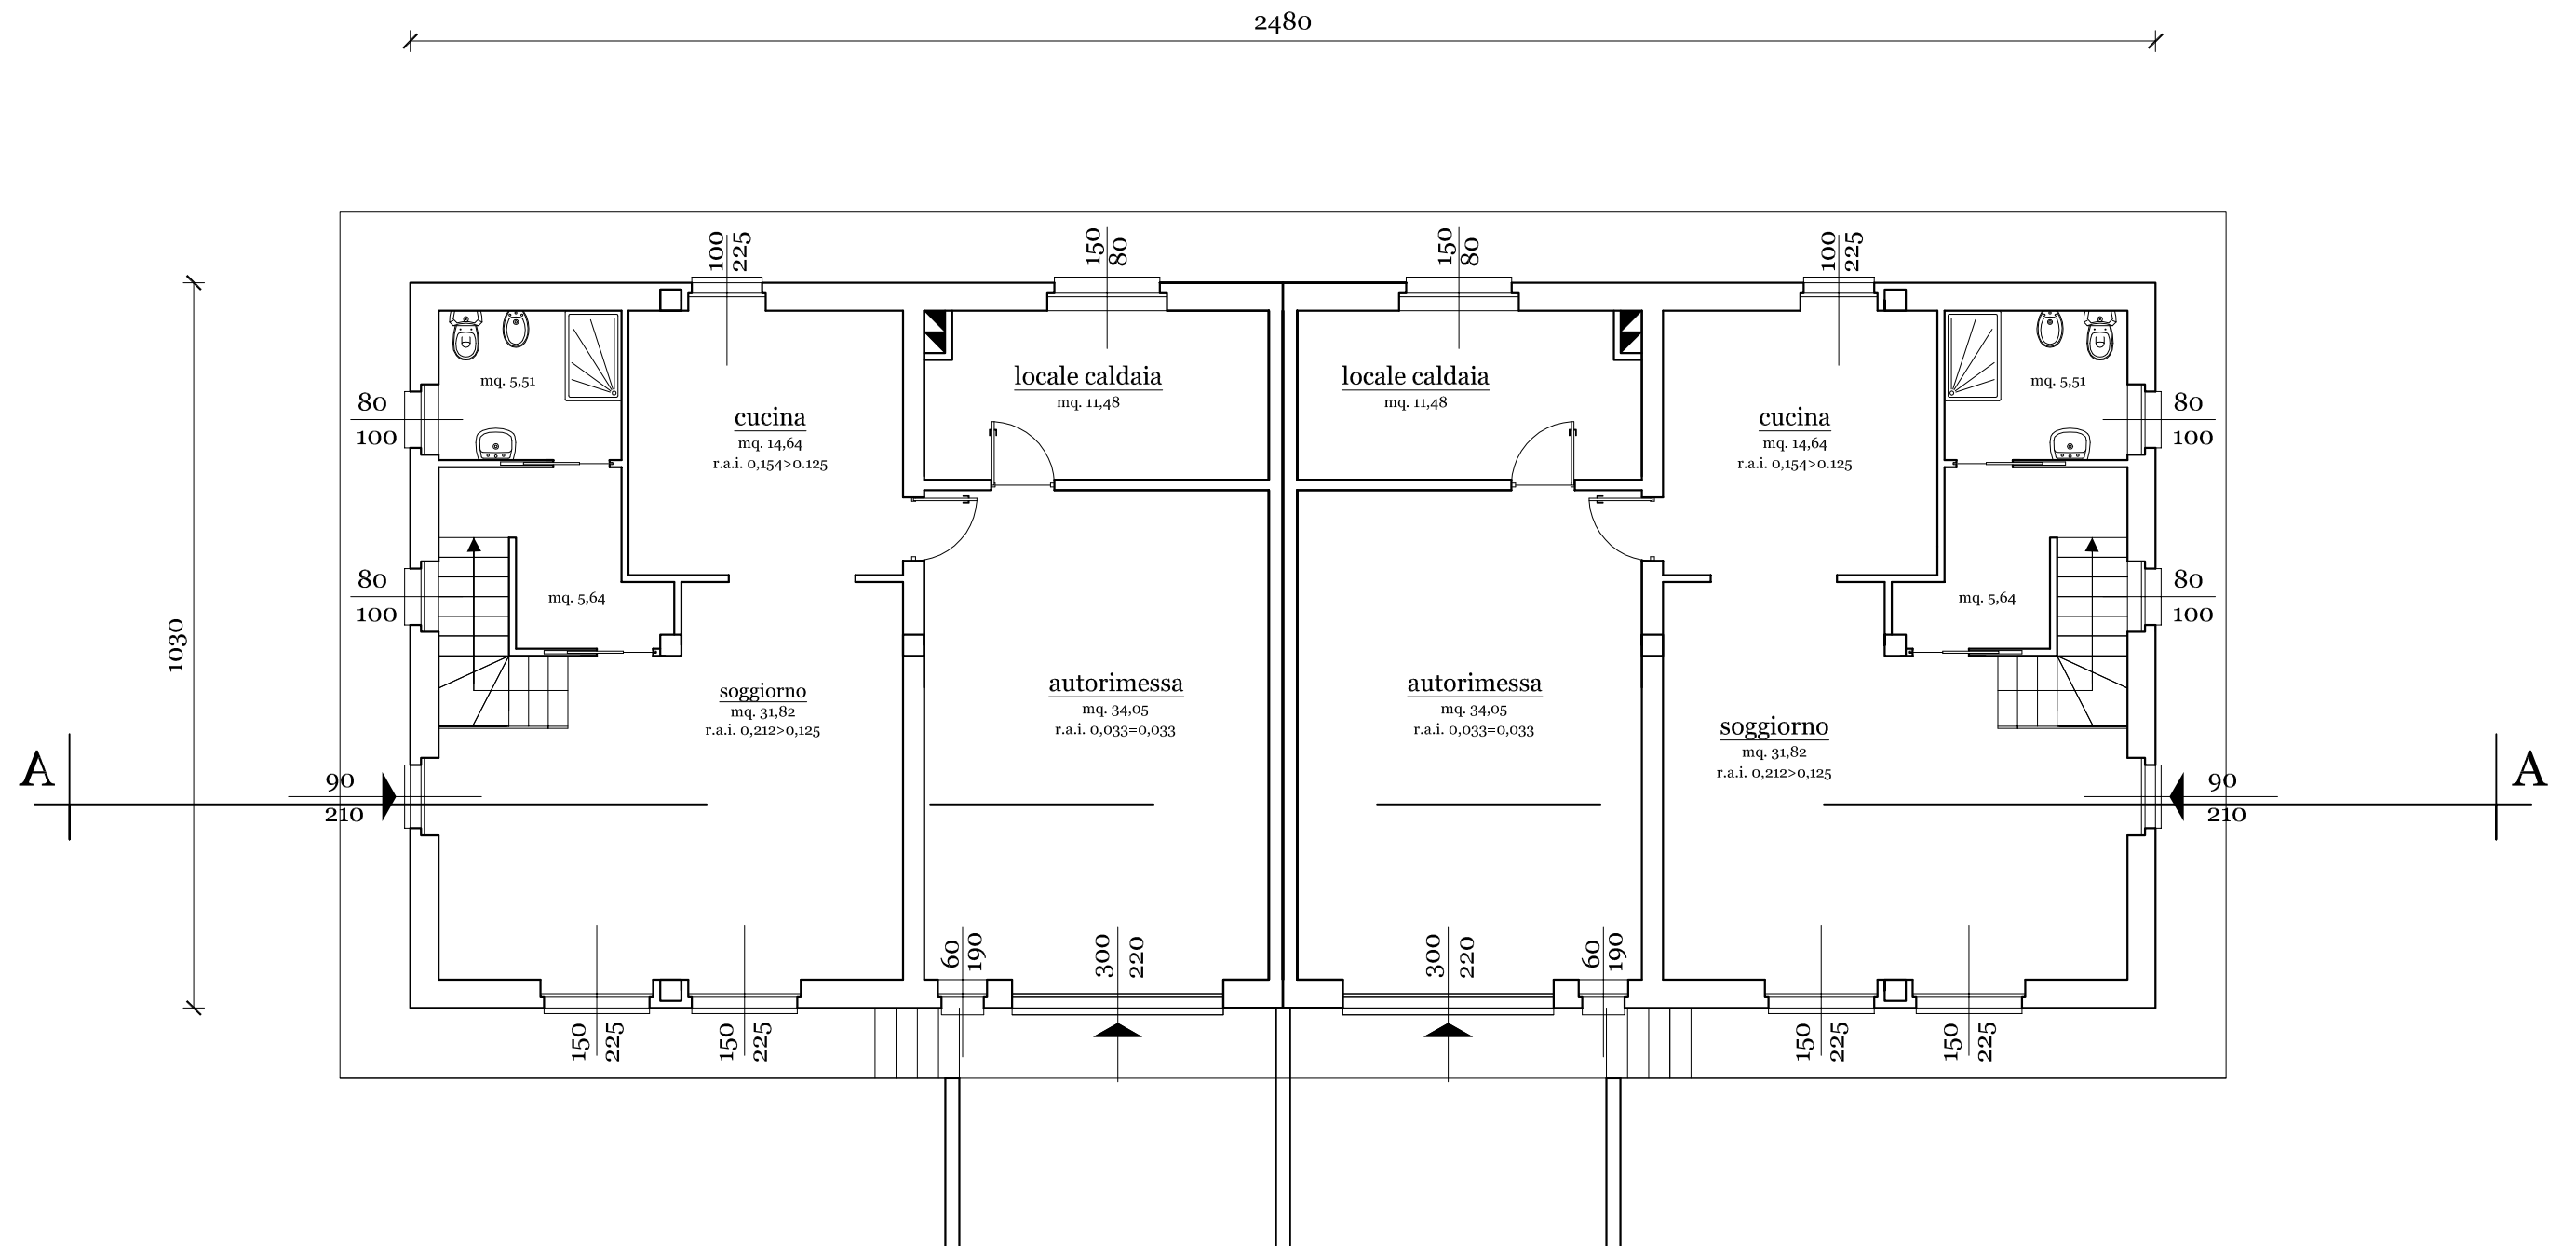 2480
100
225
150
80
150
80
100
225
mq. 5,51
locale caldaia
mq. 11,48
locale caldaia
mq. 11,48
mq. 5,51
80
100
cucina
mq. 14,64
r.a.i. 0,154>0.125
cucina
mq. 14,64
r.a.i. 0,154>0.125
80
100
80
100
mq. 5,64
mq. 5,64
80
100
1030
soggiorno
mq. 31,82
r.a.i. 0,212>0,125
autorimessa
mq. 34,05
r.a.i. 0,033=0,033
autorimessa
mq. 34,05
r.a.i. 0,033=0,033
soggiorno
mq. 31,82
r.a.i. 0,212>0,125
A
90
210
90
210
A
60
190
300
220
300
220
60
190
150
225
150
225
150
225
150
225